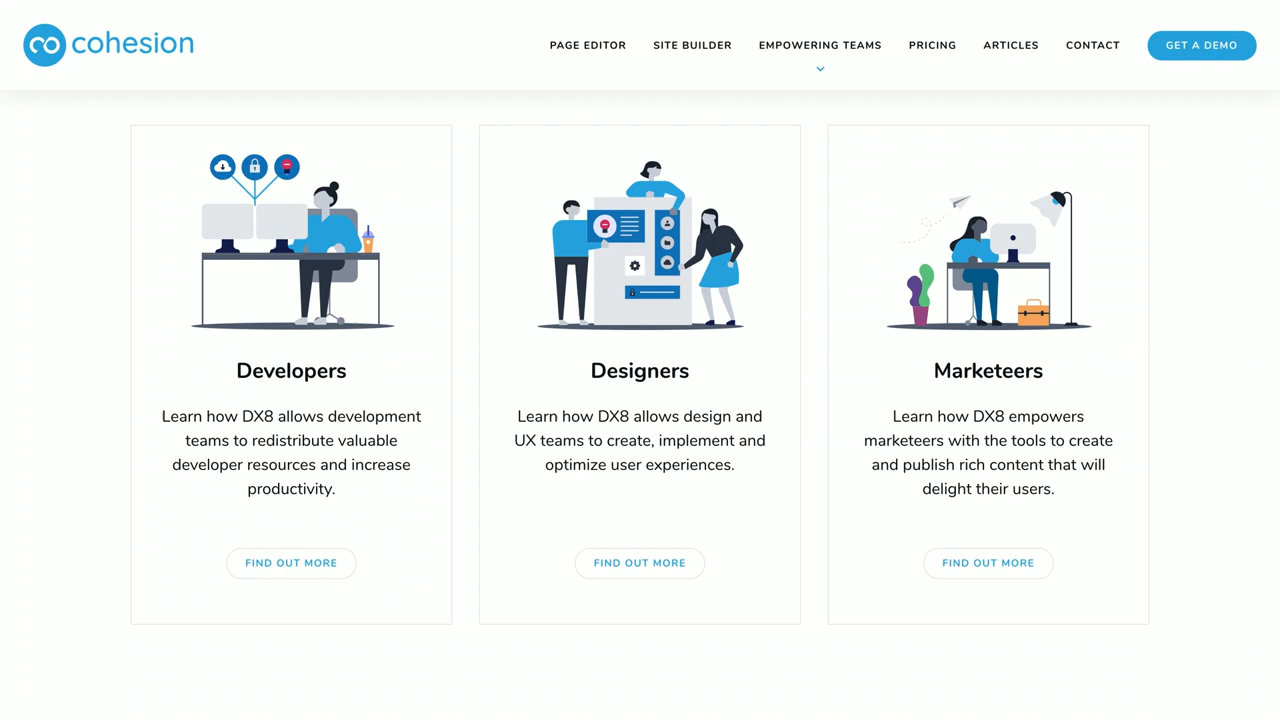 cohesion
PAGE EDITOR SITE BUILDER EMPOWERING TEAMS PRICING ARTICLES CONTACT GET A DEMO
Developers
Learn how DX8 allows development
teams to redistribute valuable
developer resources and increase
productivity.
FIND OUT MORE
Designers
Learn how DX8 allows design and
UX teams to create, implement and
optimize user experiences.
FIND OUT MORE
Marketeers
Learn how DX8 empowers
marketeers with the tools to create
and publish rich content that will
delight their users.
FIND OUT MORE